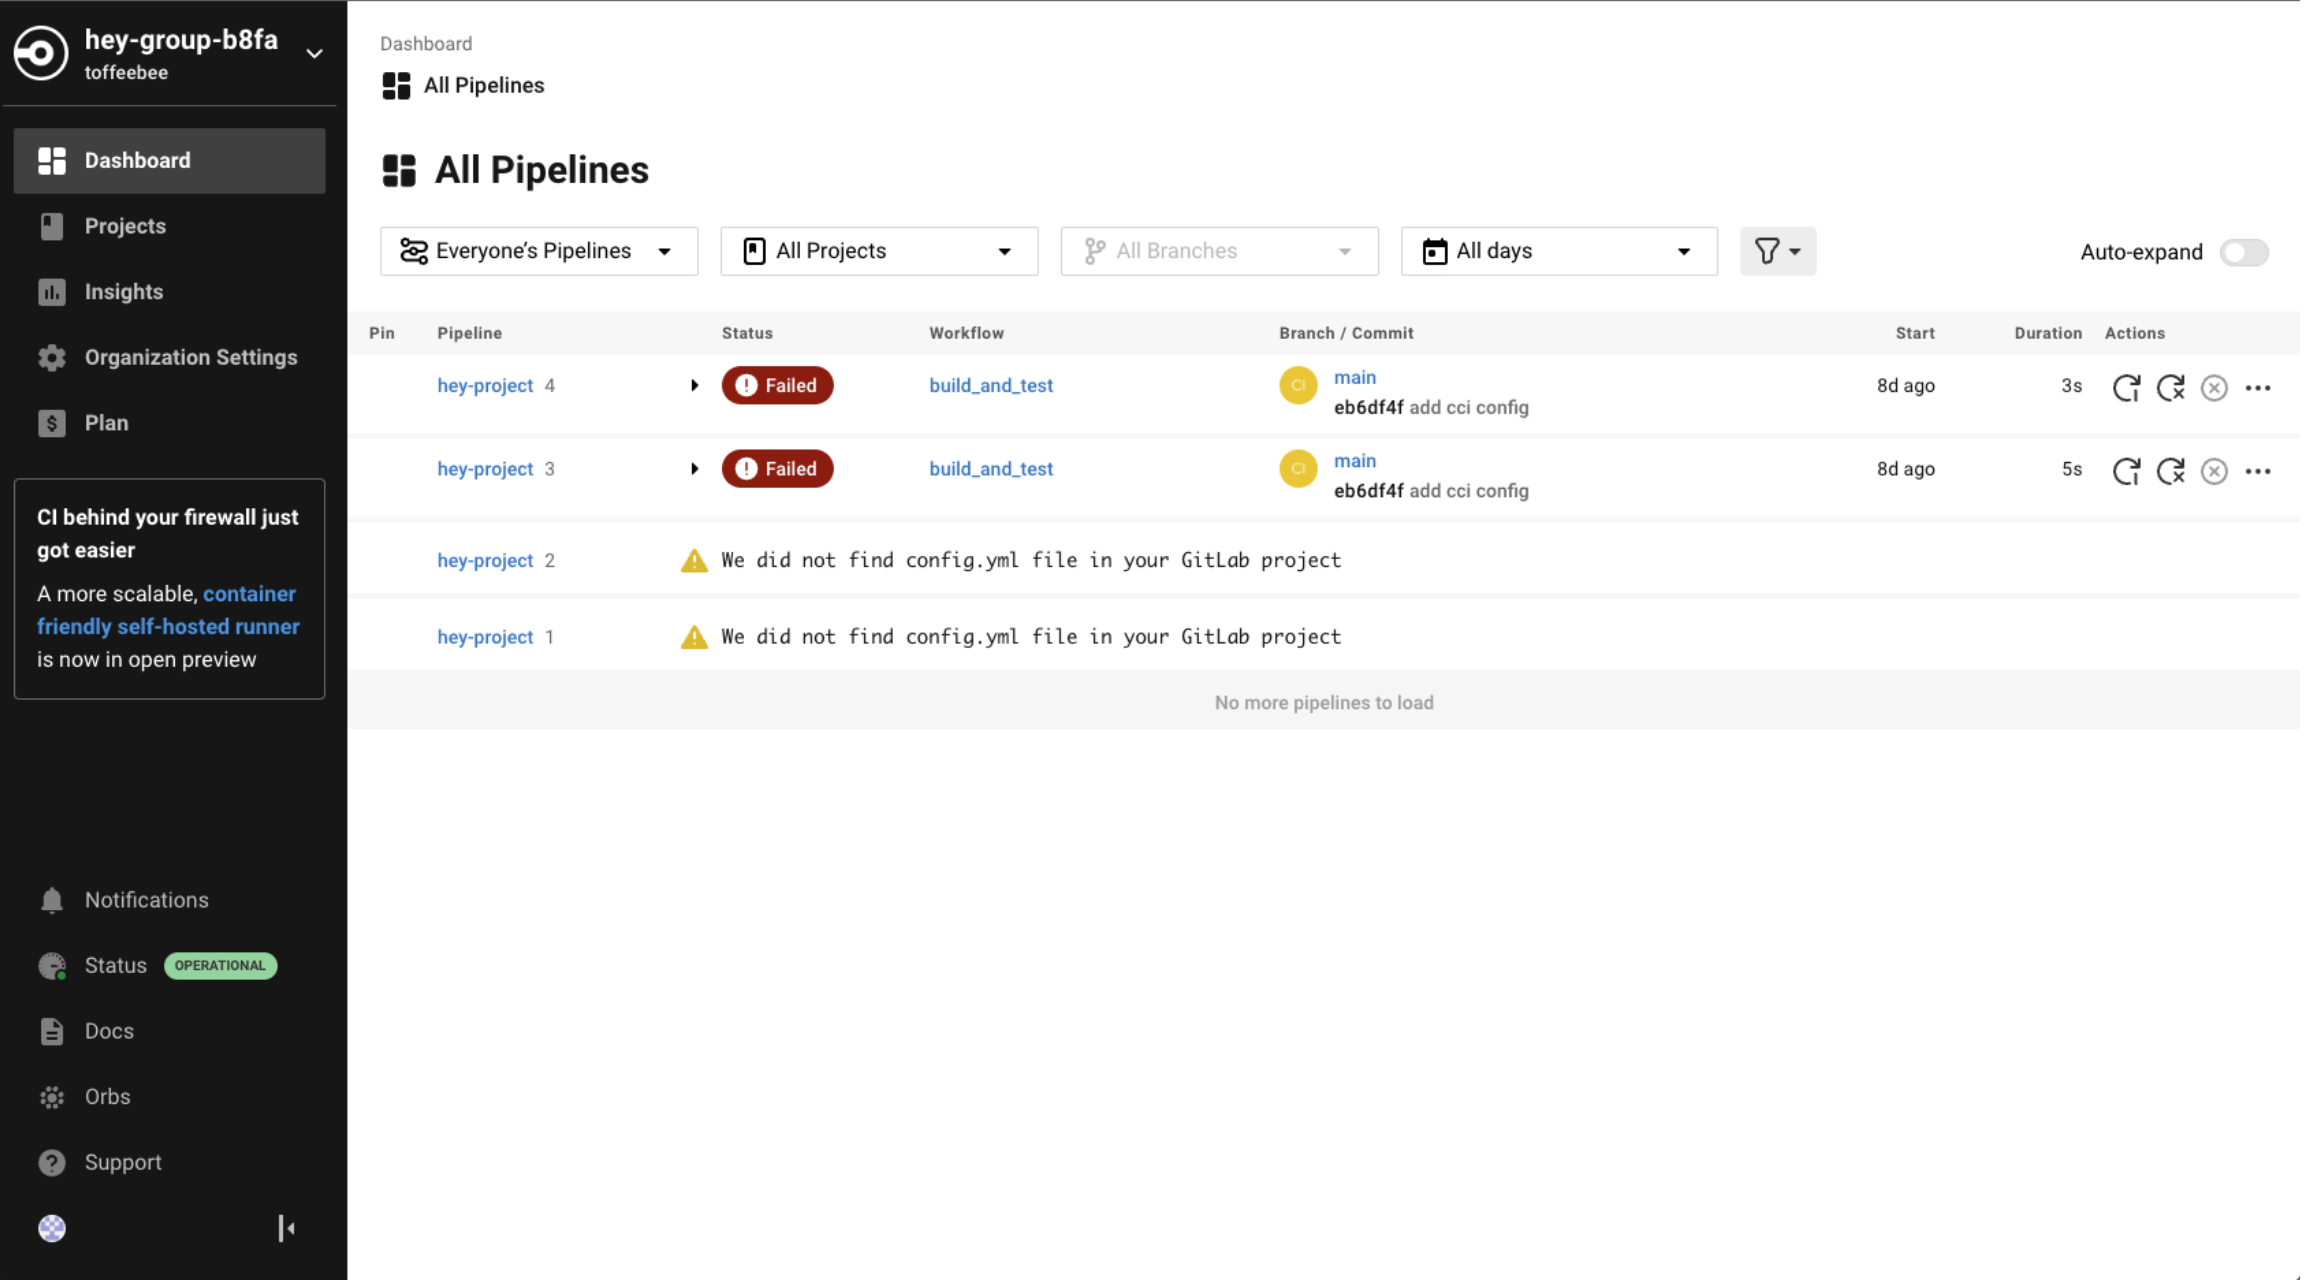 hey-group-b8fa
toffeebee
Dashboard
Projects
Insights
Organization Settings
Plan
CI behind your firewall just
got easier
A more scalable, container
friendly self-hosted runner
is now in open preview
Notifications
Status OPERATIONAL
Docs
Orbs
Support
Dashboard
All Pipelines
All Pipelines
Everyone’s Pipelines All Projects All Branches All days Auto-expand
Pin Pipeline Status Workflow Branch / Commit Start Duration Actions
hey-project 4 Failed build_and_test CI main 8d ago 3s
eb6df4f add cci config
hey-project 3 Failed build_and_test CI main 8d ago 5s
eb6df4f add cci config
hey-project 2 We did not find config.yml file in your GitLab project
hey-project 1 We did not find config.yml file in your GitLab project
No more pipelines to load